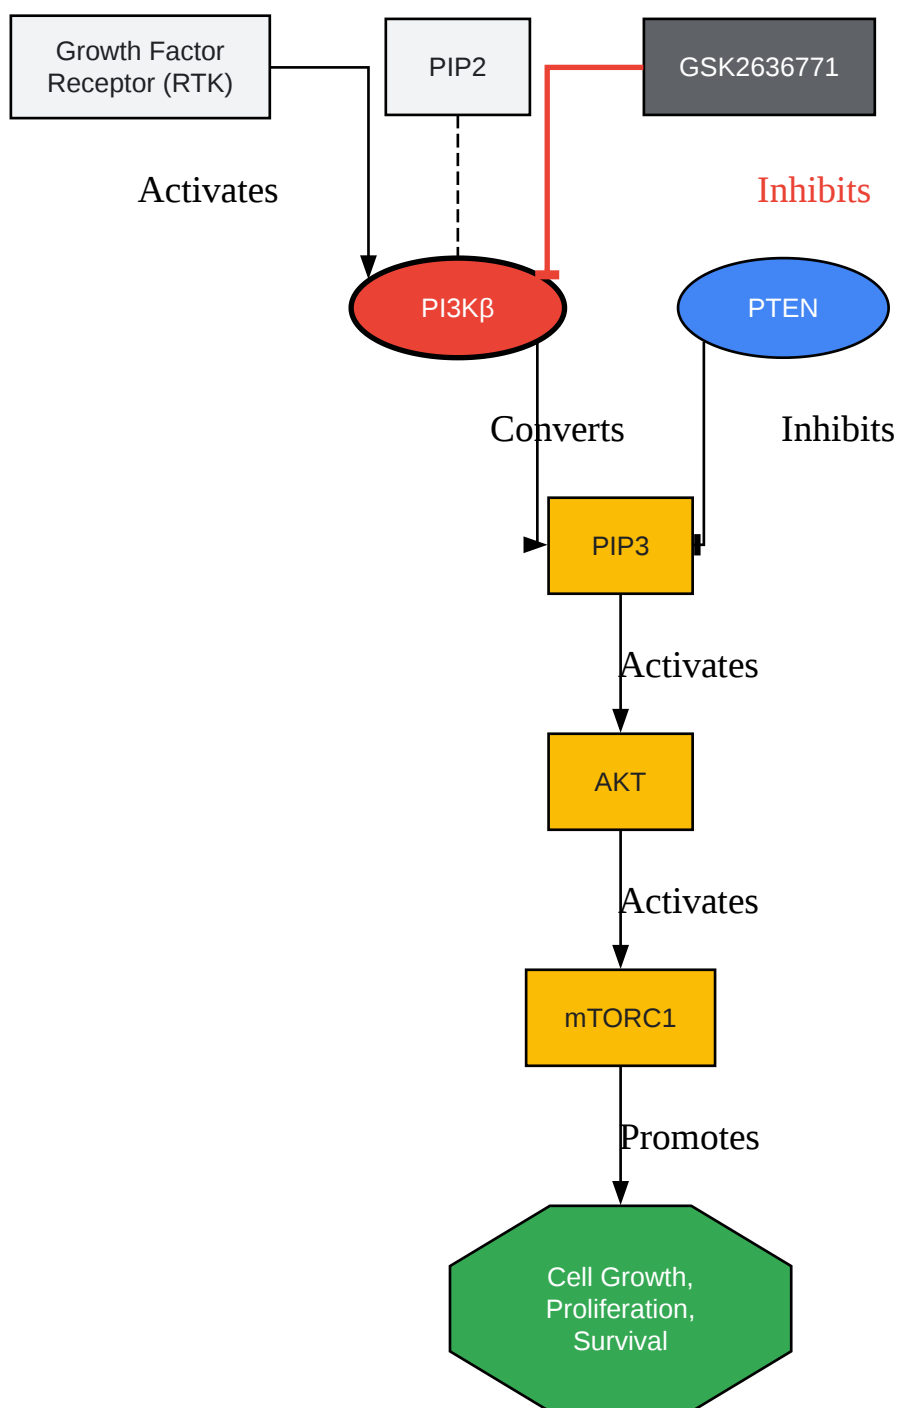 Growth Factor
Receptor (RTK)
PIP2
GSK2636771
Activates
Inhibits
PI3Kβ
PTEN
Converts
Inhibits
PIP3
Activates
AKT
Activates
mTORC1
Promotes
Cell Growth,
Proliferation,
Survival